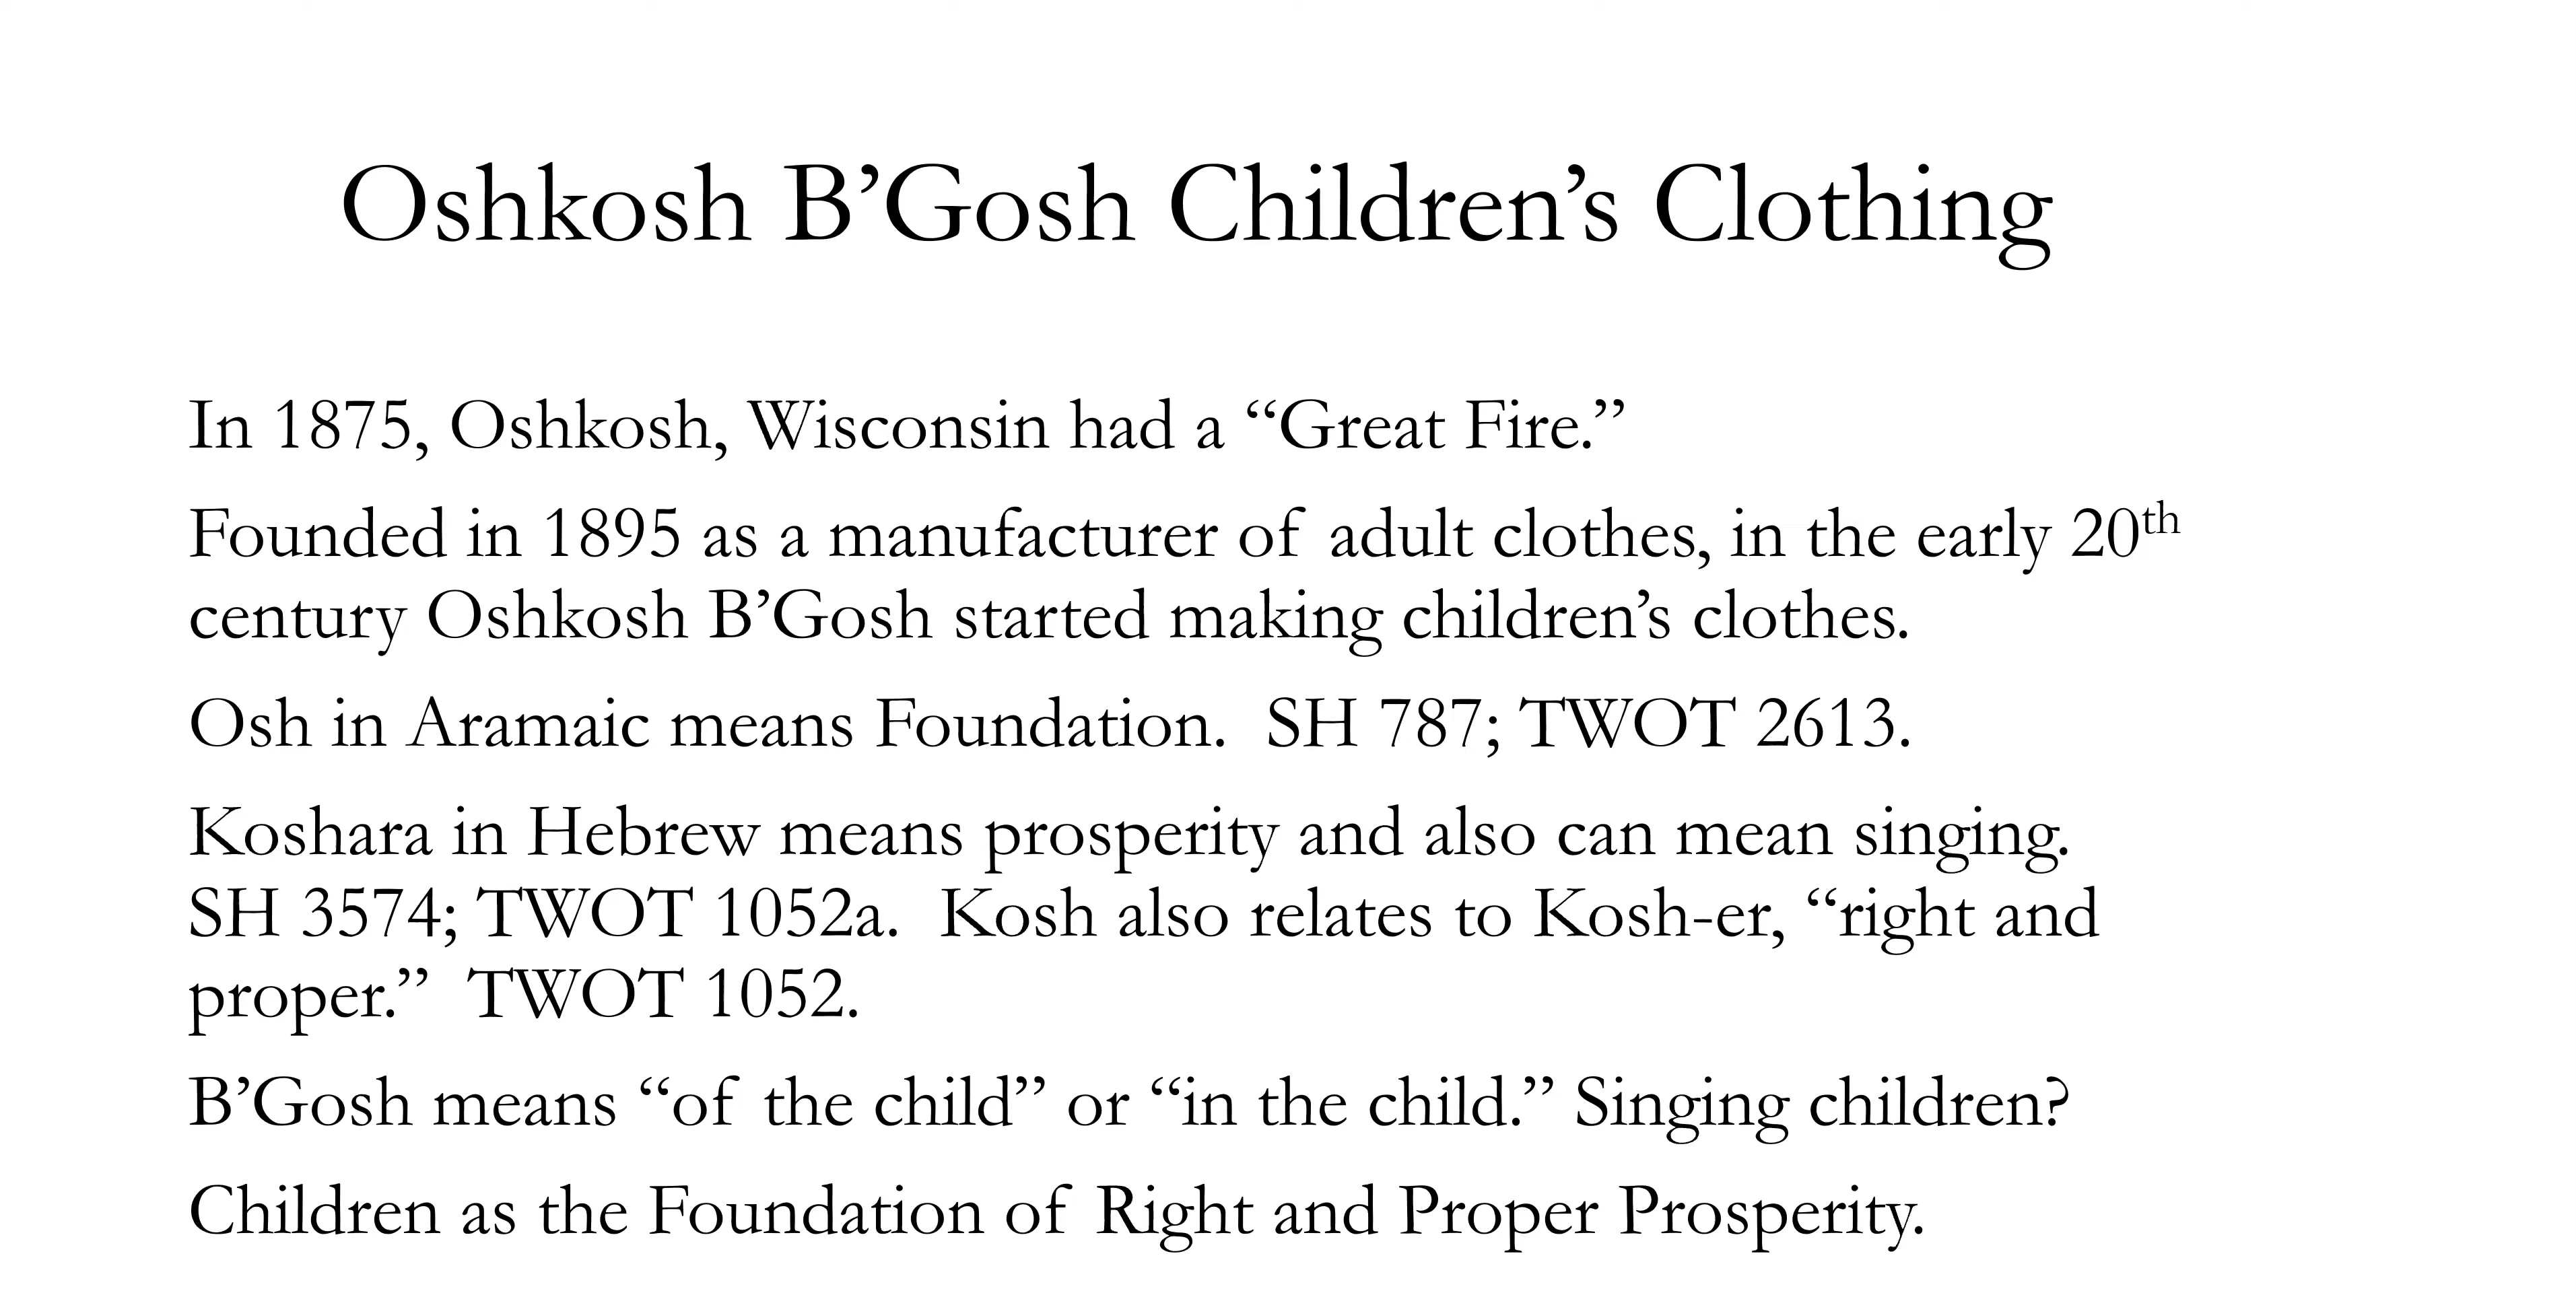 Oshkosh B’Gosh Children’s Clothing
In 1875, Oshkosh, Wisconsin had a “Great Fire.”
Founded in 1895 as a manufacturer of adult clothes, in the early 20th
century Oshkosh B’Gosh started making children’s clothes.
Osh in Aramaic means Foundation.  SH 787; TWOT 2613.
Koshara in Hebrew means prosperity and also can mean singing.
SH 3574; TWOT 1052a.  Kosh also relates to Kosh-er, “right and
proper.”  TWOT 1052.
B’Gosh means “of the child” or “in the child.” Singing children?
Children as the Foundation of Right and Proper Prosperity.